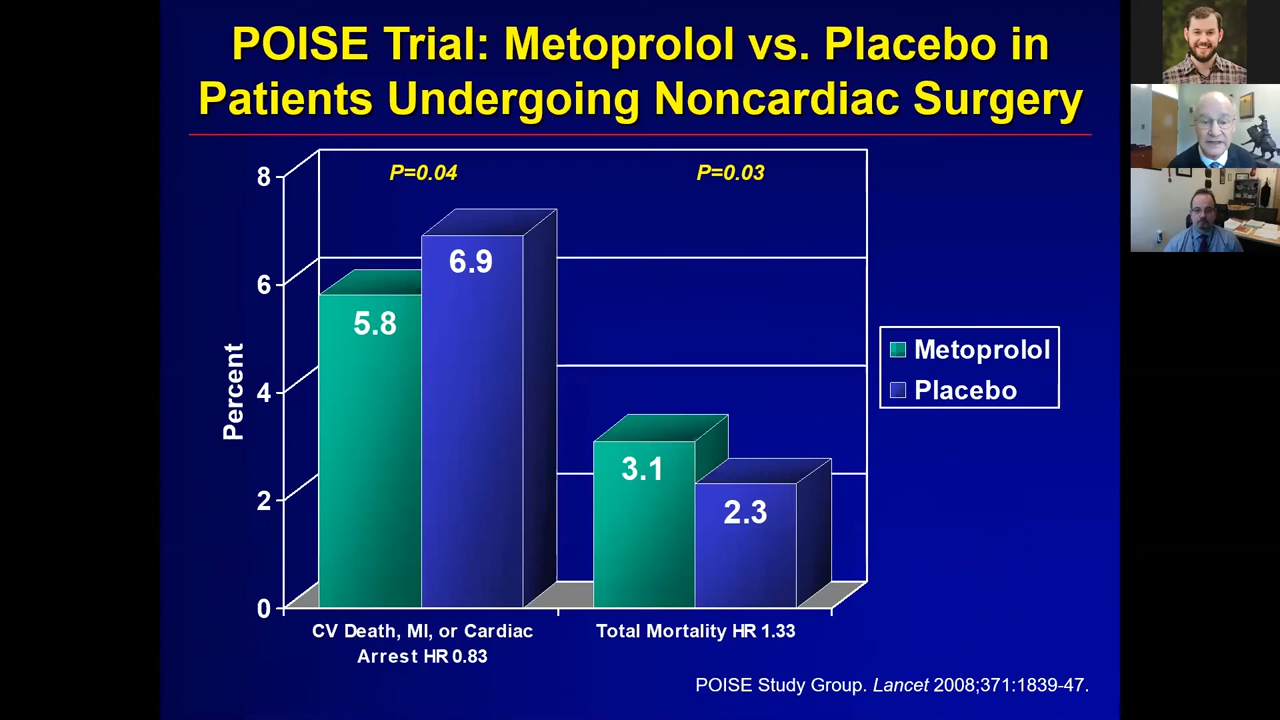 POISE Trial: Metoprolol vs. Placebo in
Patients Undergoing Noncardiac Surgery
P=0.04
P=0.03
8
6
4
2
0
Percent
5.8
6.9
3.1
2.3
Metoprolol
Placebo
CV Death, MI, or Cardiac
Arrest HR 0.83
Total Mortality HR 1.33
POISE Study Group. Lancet 2008;371:1839-47.